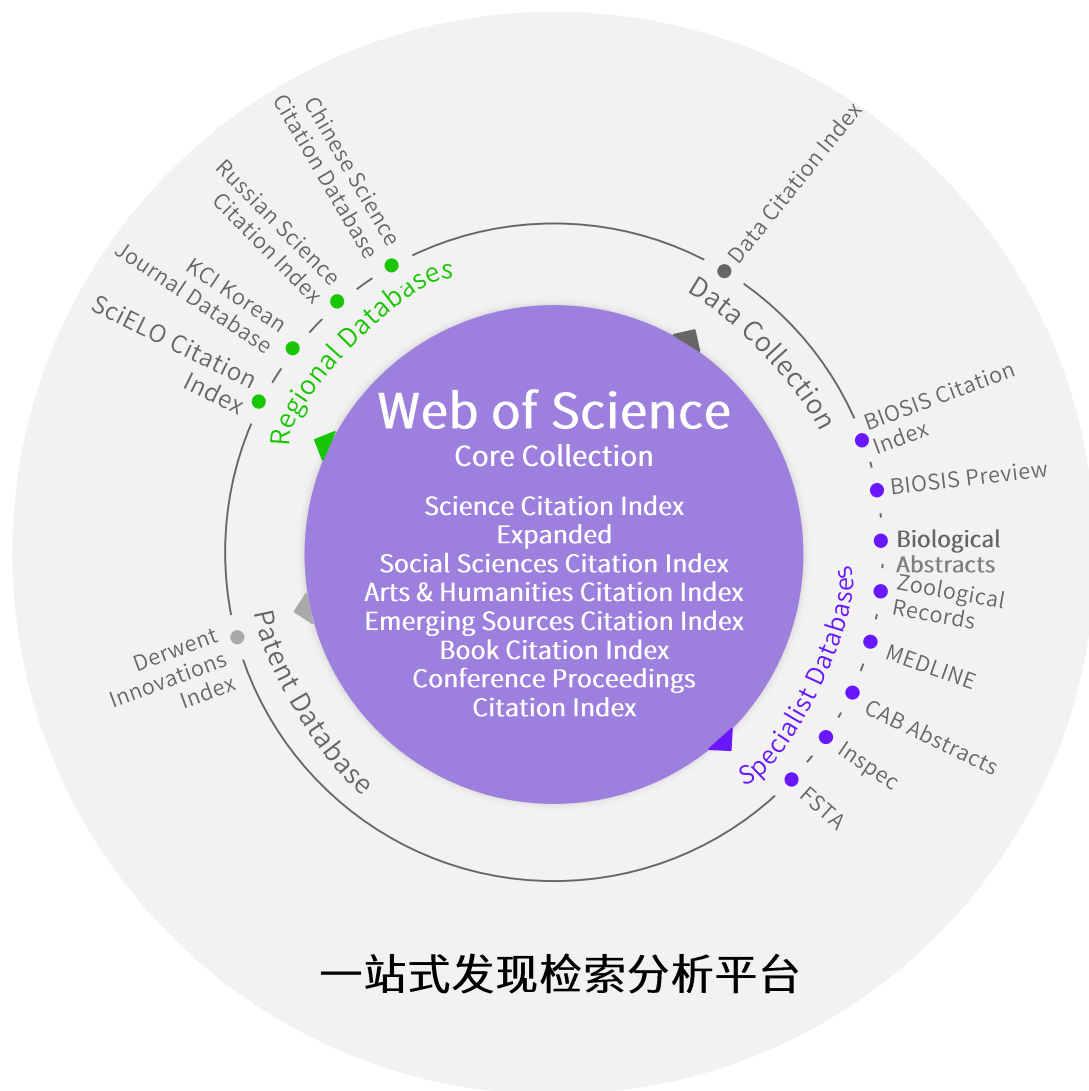 Chinese Science
Citation Database
Russian Science
Citation Index
KCI Korean
Journal Database
SciELO Citation
Index
Regional Databases
Data Citation Index
Data Collection
Web of Science
Core Collection
Science Citation Index
Expanded
Social Sciences Citation Index
Arts & Humanities Citation Index
Emerging Sources Citation Index
Book Citation Index
Conference Proceedings
Citation Index
BIOSIS Citation
Index
BIOSIS Preview
Biological
Abstracts
Zoological
Records
MEDLINE
CAB Abstracts
Inspec
FSTA
Specialist Databases
Derwent
Innovations
Index
Patent Database
一站式发现检索分析平台